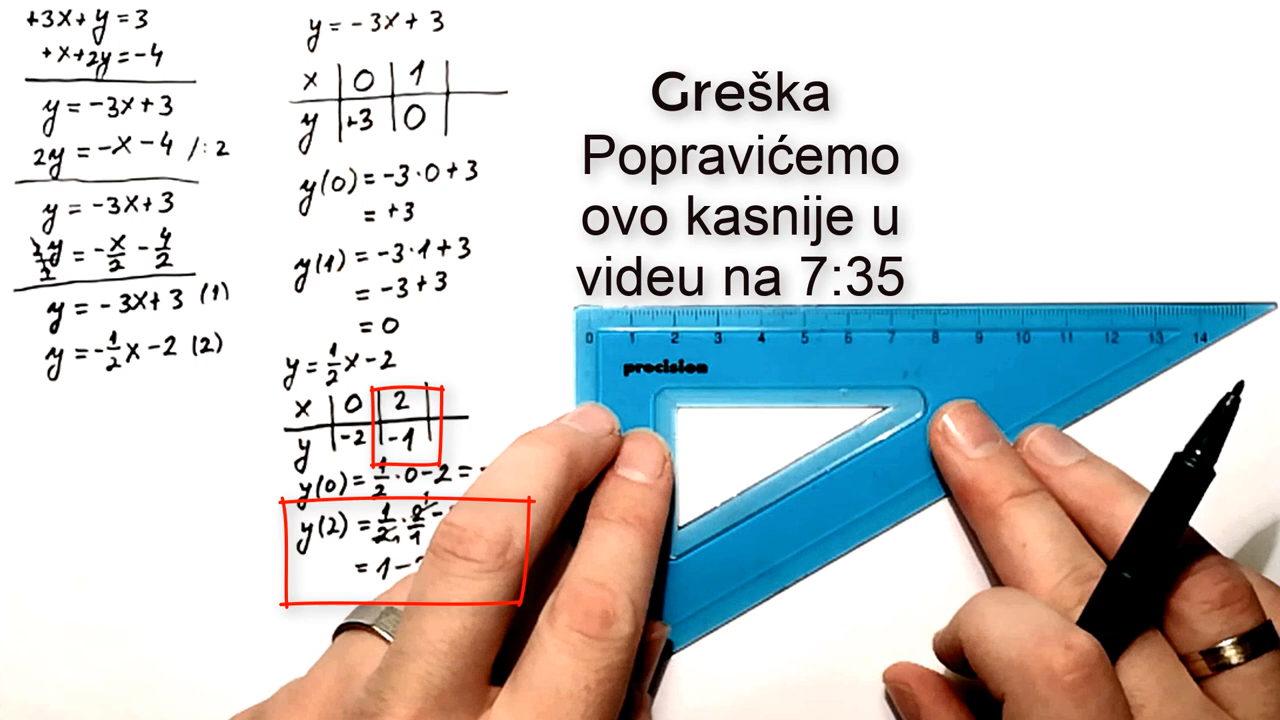 +3x+y=3
+x+2y=-4
y=-3x+3
2y=-x-4 /:2
y=-3x+3
2y/2=-x/2-4/2
y=-3x+3 (1)
y=-1/2x-2 (2)
y=-3x+3
x 0 1
y +3 0
y(0)=-3·0+3
=+3
y(1)=-3·1+3
=-3+3
=0
y=1/2x-2
x 0 2
y -2 -1
y(0)=1/2·0-2=-
y(2)=1/2·2/1-
=1-
Greška
Popravićemo
ovo kasnije u
videu na 7:35
0 1 2 3 4 5 6 7 8 9 10 11 12 13 14
precision